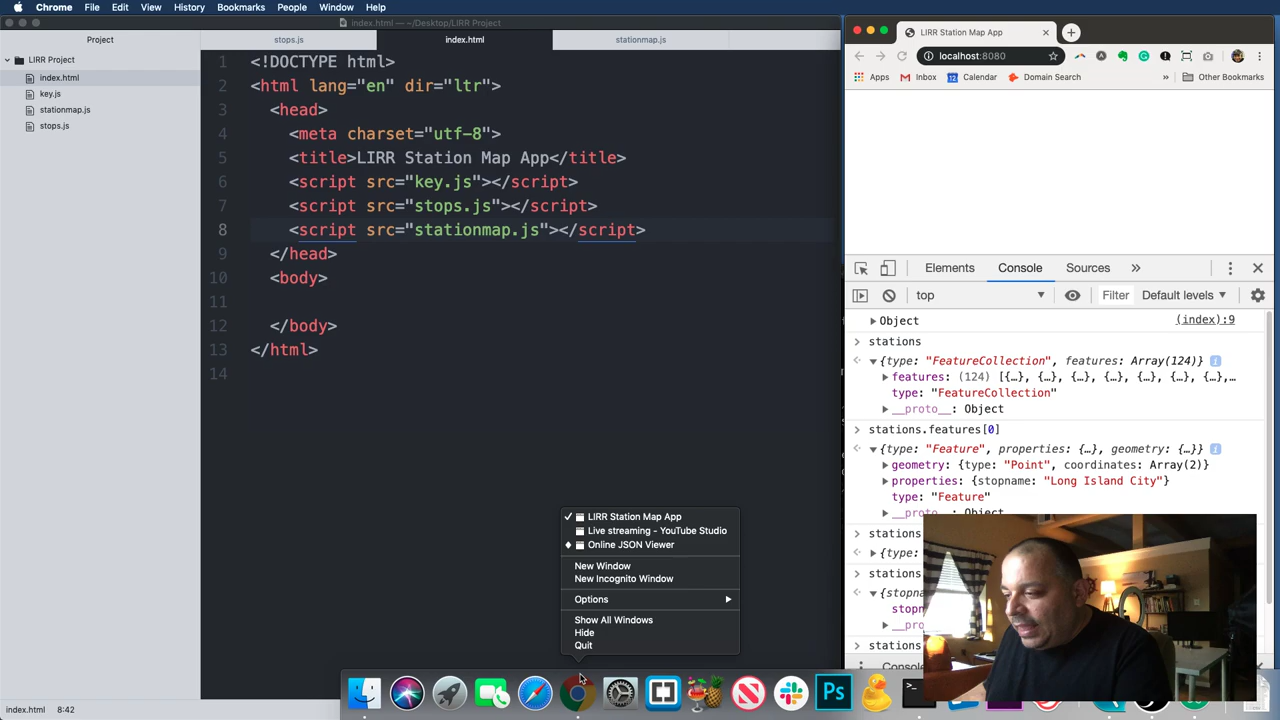 Chrome File Edit View History Bookmarks People Window Help
index.html — ~/Desktop/LIRR Project
Project
stops.js
index.html
stationmap.js
LIRR Project
index.html
key.js
stationmap.js
stops.js
1 <!DOCTYPE html>
2 <html lang="en" dir="ltr">
3 <head>
4 <meta charset="utf-8">
5 <title>LIRR Station Map App</title>
6 <script src="key.js"></script>
7 <script src="stops.js"></script>
8 <script src="stationmap.js"></script>
9 </head>
10 <body>
11
12 </body>
13 </html>
14
index.html 8:42
LIRR Station Map App
localhost:8080
Apps Inbox Calendar Domain Search » Other Bookmarks
Elements Console Sources »
top Filter Default levels
Object (index):9
stations
{type: "FeatureCollection", features: Array(124)}
features: (124) [{…}, {…}, {…}, {…}, {…}, {…}, {…},…
type: "FeatureCollection"
__proto__: Object
stations.features[0]
{type: "Feature", properties: {…}, geometry: {…}}
geometry: {type: "Point", coordinates: Array(2)}
properties: {stopname: "Long Island City"}
type: "Feature"
__proto__: Object
stations
{type:
{stopna
stopn
stations
LIRR Station Map App
Live streaming - YouTube Studio
Online JSON Viewer
New Window
New Incognito Window
Options
Show All Windows
Hide
Quit
Ps